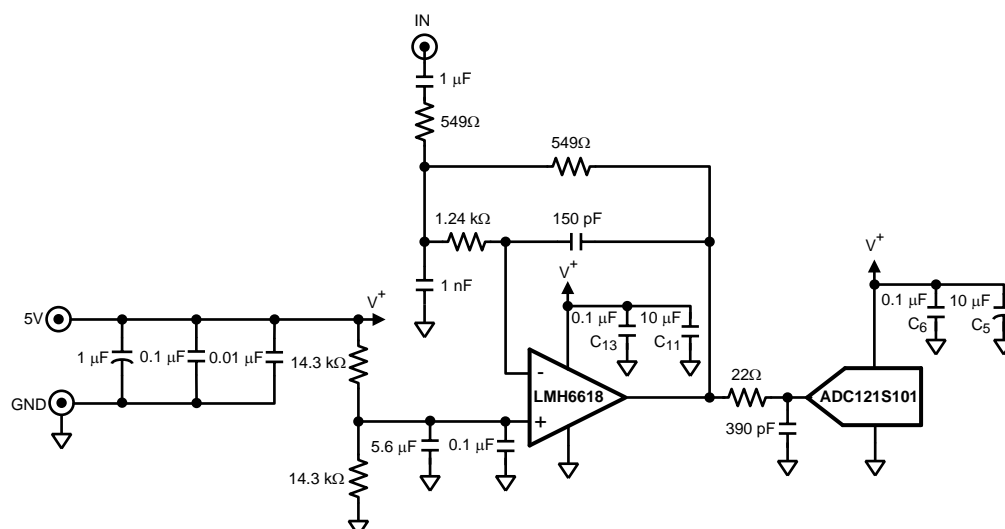 IN
1 μF
549Ω
549Ω
1.24 kΩ
150 pF
V+
V+
1 nF
5V
V+
0.1 μF
10 μF
C13
C11
0.1 μF
10 μF
C6
C5
1 μF
0.1 μF
0.01 μF
14.3 kΩ
GND
-
LMH6618
+
22Ω
ADC121S101
390 pF
5.6 μF
0.1 μF
14.3 kΩ